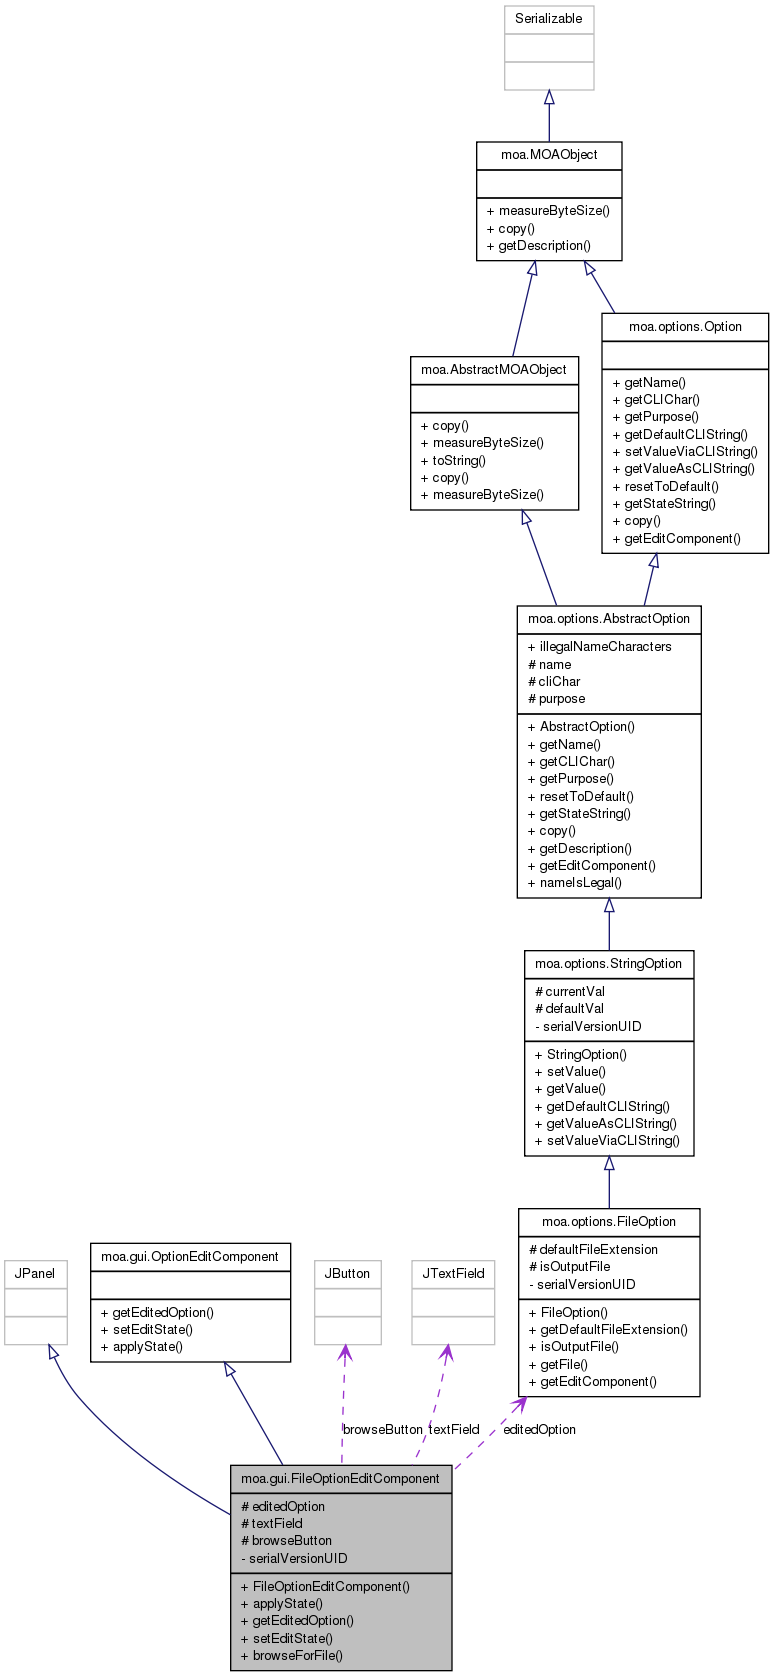 Serializable
moa.MOAObject
+ measureByteSize()
+ copy()
+ getDescription()
moa.options.Option
+ getName()
+ getCLIChar()
+ getPurpose()
+ getDefaultCLIString()
+ setValueViaCLIString()
+ getValueAsCLIString()
+ resetToDefault()
+ getStateString()
+ copy()
+ getEditComponent()
moa.AbstractMOAObject
+ copy()
+ measureByteSize()
+ toString()
+ copy()
+ measureByteSize()
moa.options.AbstractOption
+ illegalNameCharacters
# name
# cliChar
# purpose
+ AbstractOption()
+ getName()
+ getCLIChar()
+ getPurpose()
+ resetToDefault()
+ getStateString()
+ copy()
+ getDescription()
+ getEditComponent()
+ nameIsLegal()
moa.options.StringOption
# currentVal
# defaultVal
- serialVersionUID
+ StringOption()
+ setValue()
+ getValue()
+ getDefaultCLIString()
+ getValueAsCLIString()
+ setValueViaCLIString()
moa.options.FileOption
# defaultFileExtension
# isOutputFile
- serialVersionUID
+ FileOption()
+ getDefaultFileExtension()
+ isOutputFile()
+ getFile()
+ getEditComponent()
JPanel
moa.gui.OptionEditComponent
+ getEditedOption()
+ setEditState()
+ applyState()
JButton
JTextField
browseButton
textField
editedOption
moa.gui.FileOptionEditComponent
# editedOption
# textField
# browseButton
- serialVersionUID
+ FileOptionEditComponent()
+ applyState()
+ getEditedOption()
+ setEditState()
+ browseForFile()